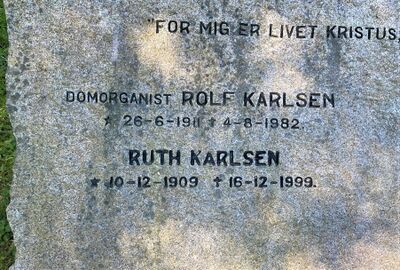 "FOR MIG ER LIVET KRISTUS,
DOMORGANIST ROLF KARLSEN
★ 26-6-1911 ✝ 4-8-1982.
RUTH KARLSEN
★ 10-12-1909 ✝ 16-12-1999.